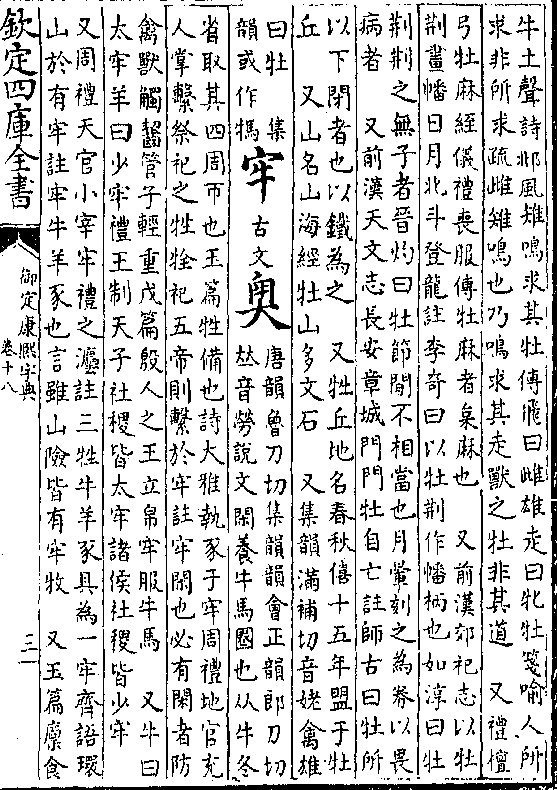 牛土聲詩邶風雉鳴求其牡傳飛曰雌雄走曰牝牡箋喻人所
求非所求疏雌雉鳴也乃鳴求其走獸之牡非其道　又禮檀
弓牡麻絰儀禮喪服傳牡麻者枲麻也　又前漢郊祀志以牡
荆畫幡日月北斗登龍註李奇曰以牡荆作幡柄也如淳曰牡
荆荆之無子者晉灼曰牡節間不相當也月暈刻之為券以畏
病者　又前漢天文志長安章城門門牡自亡註師古曰牡所
以下閉者也以鐵為之　又牡丘地名春秋僖十五年盟于牡
丘　又山名山海經牡山多文石　又集韻滿補切音姥禽雄
曰牡　集
韻或作䳇
牢
古文
㚖
唐韻魯刀切集韻韻會正韻郎刀切
𠀤音勞說文閑養牛馬圈也从牛冬
省取其四周帀也玉篇牲備也詩大雅執豕于牢周禮地官充
人掌繫祭祀之牲牷祀五帝則繫於牢註牢閑也必有閑者防
禽獸觸齧管子輕重戊篇殷人之王立帛牢服牛馬　又牛曰
太牢羊曰少牢禮王制天子社稷皆太牢諸侯社稷皆少牢
又周禮天官小宰牢禮之灋註三牲牛羊豕具為一牢齊語環
山於有牢註牢牛羊豕也言雖山險皆有牢牧　又玉篇廩食
欽定四庫全書
御定康熙字典
卷十八
三